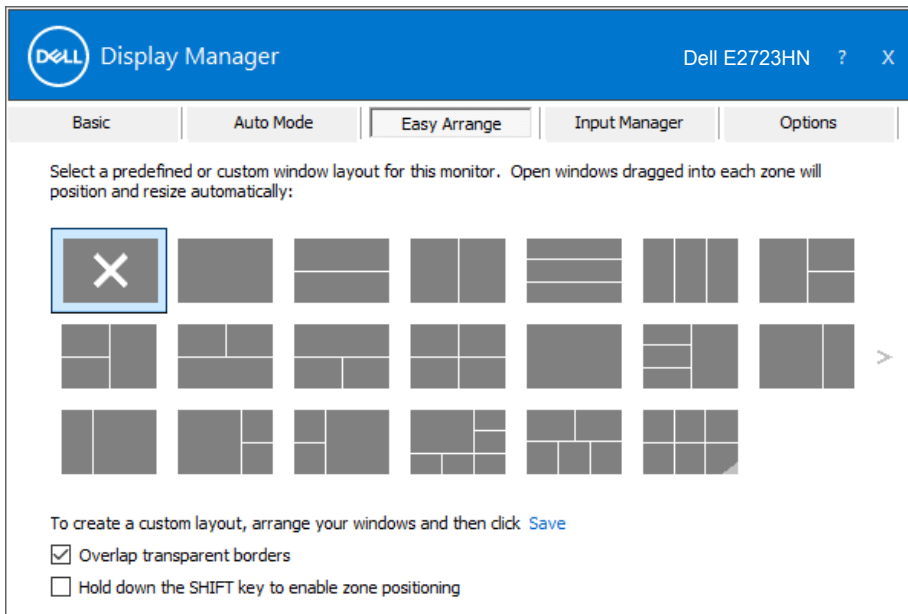 DELL Display Manager Dell E2723HN ? X
Basic Auto Mode Easy Arrange Input Manager Options
Select a predefined or custom window layout for this monitor. Open windows dragged into each zone will
position and resize automatically:
>
To create a custom layout, arrange your windows and then click Save
Overlap transparent borders
Hold down the SHIFT key to enable zone positioning